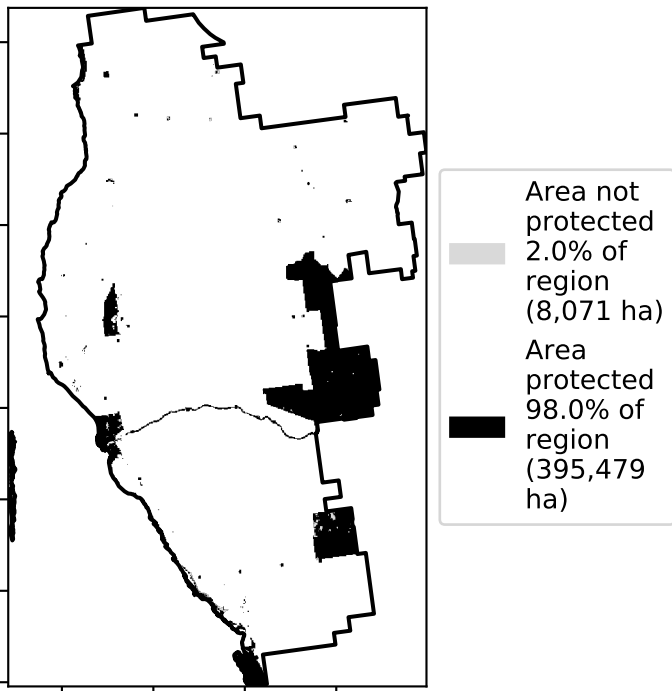 Area not
protected
2.0% of
region
(8,071 ha)
Area
protected
98.0% of
region
(395,479
ha)